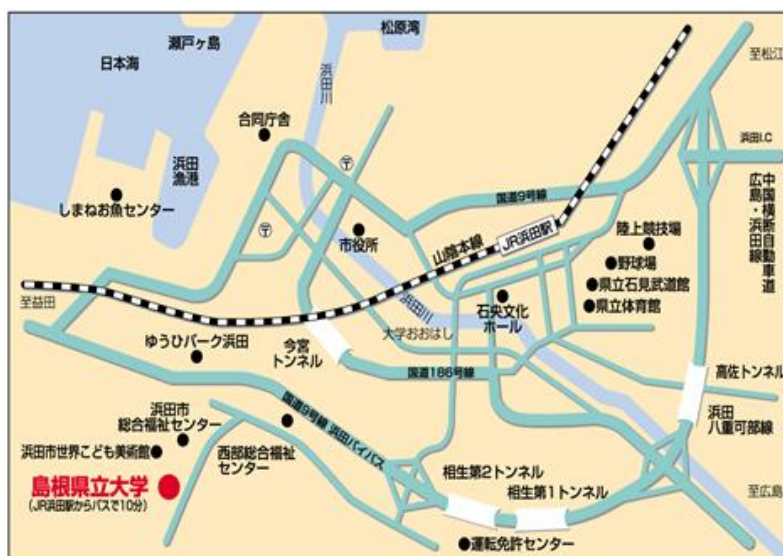 松原湾
瀬戸ヶ島
日本海
浜田川
至松江
合同庁舎
浜田I.C
浜田
漁港
〒
中国横断自動車道
広島・浜田線
しまねお魚センター
国道9号線
〒
市役所
山陰本線
JR浜田駅
陸上競技場
野球場
県立石見武道館
県立体育館
至益田
浜田川
石央文化
ホール
大学おおはし
ゆうひパーク浜田
今宮
トンネル
国道186号線
高佐トンネル
浜田
八重可部線
浜田市
総合福祉センター
国道9号線 浜田バイパス
浜田市世界こども美術館
西部総合福祉
センター
島根県立大学
(JR浜田駅からバスで10分)
相生第2トンネル
相生第1トンネル
至広島
運転免許センター